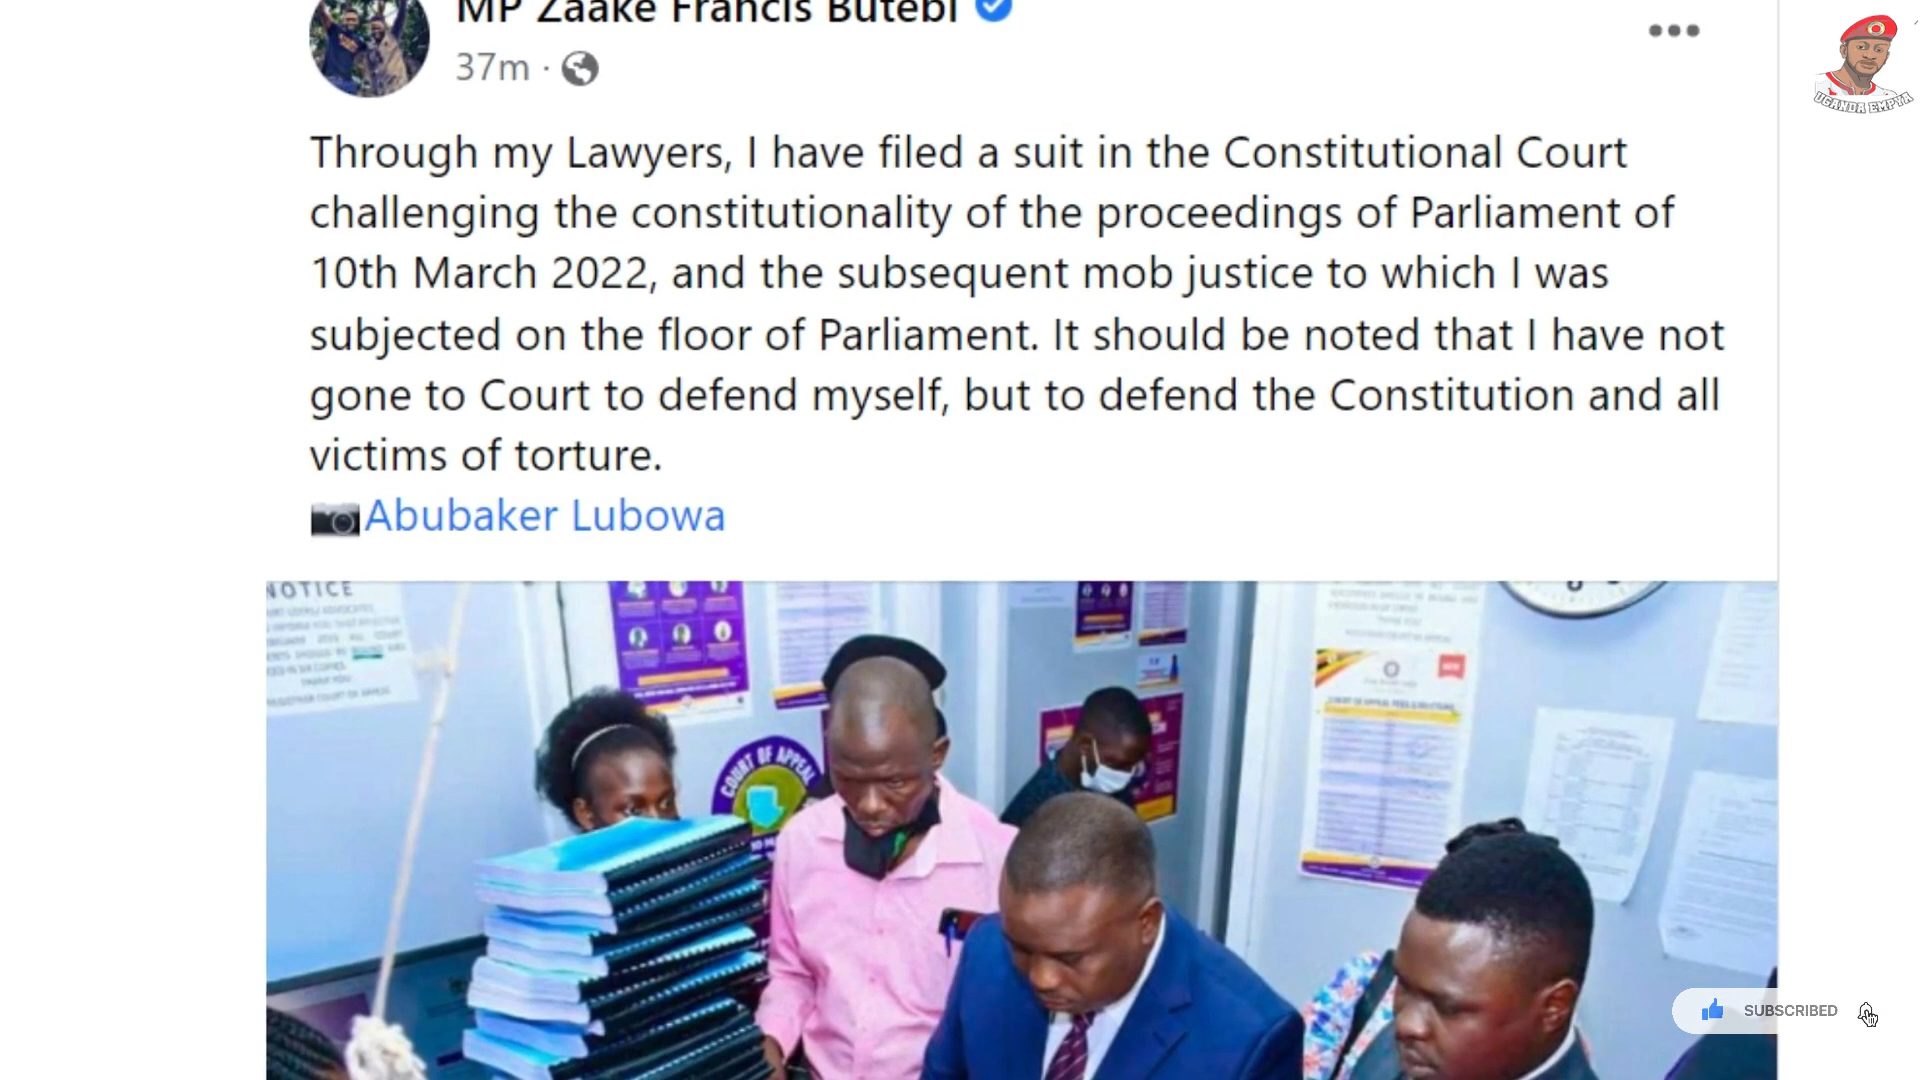 MP Zaake Francis Butebi
37m ·
UGANDA EMPYA
Through my Lawyers, I have filed a suit in the Constitutional Court
challenging the constitutionality of the proceedings of Parliament of
10th March 2022, and the subsequent mob justice to which I was
subjected on the floor of Parliament. It should be noted that I have not
gone to Court to defend myself, but to defend the Constitution and all
victims of torture.
Abubaker Lubowa
NOTICE
COURT OF APPEAL
SUBSCRIBED